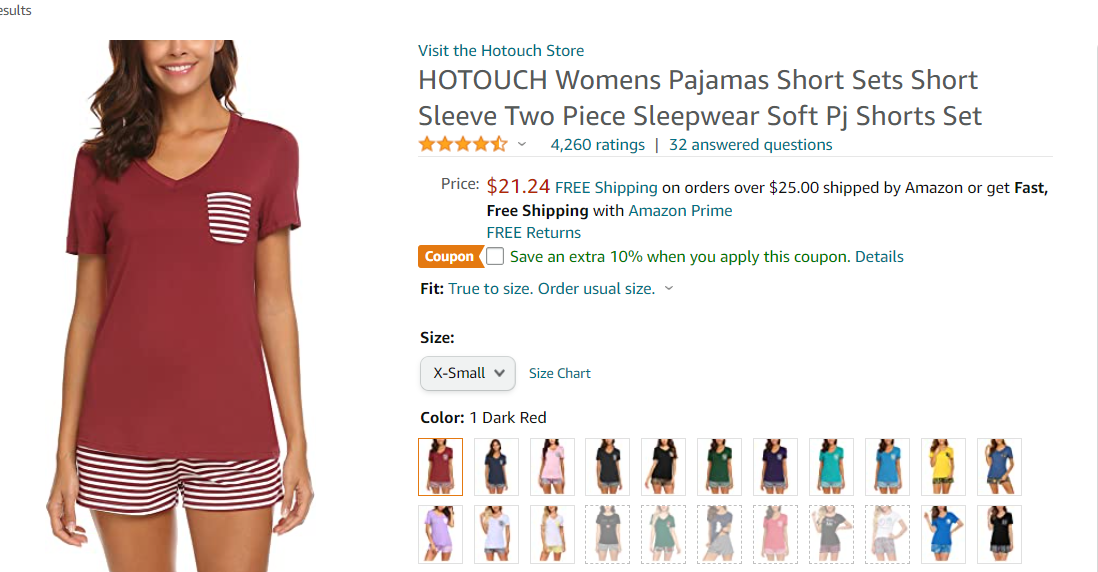 esults
Visit the Hotouch Store
HOTOUCH Womens Pajamas Short Sets Short
Sleeve Two Piece Sleepwear Soft Pj Shorts Set
4,260 ratings | 32 answered questions
Price: $21.24 FREE Shipping on orders over $25.00 shipped by Amazon or get Fast,
Free Shipping with Amazon Prime
FREE Returns
Coupon Save an extra 10% when you apply this coupon. Details
Fit: True to size. Order usual size.
Size:
X-Small Size Chart
Color: 1 Dark Red